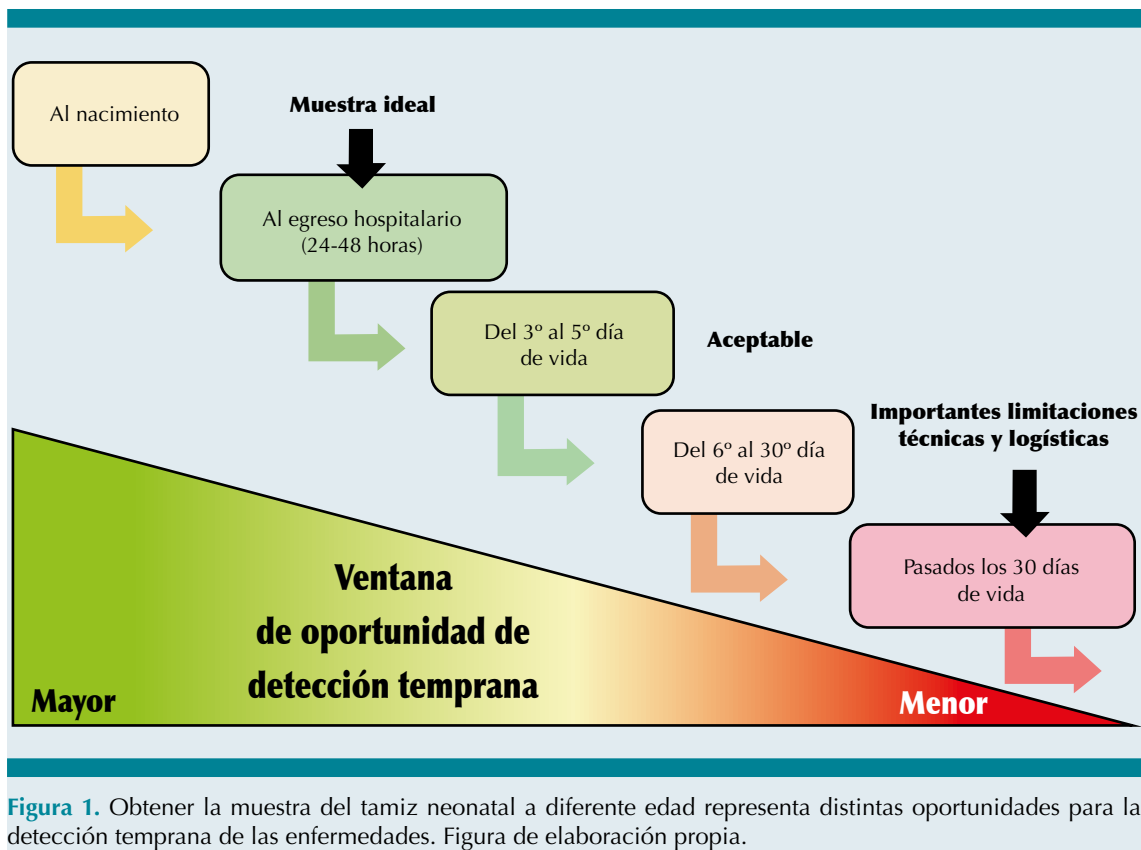 Al nacimiento
Muestra ideal
Al egreso hospitalario
(24-48 horas)
Del 3º al 5º día
de vida
Aceptable
Del 6º al 30º día
de vida
Importantes limitaciones
técnicas y logísticas
Pasados los 30 días
de vida
Ventana
de oportunidad de
detección temprana
Mayor
Menor
Figura 1. Obtener la muestra del tamiz neonatal a diferente edad representa distintas oportunidades para la
detección temprana de las enfermedades. Figura de elaboración propia.